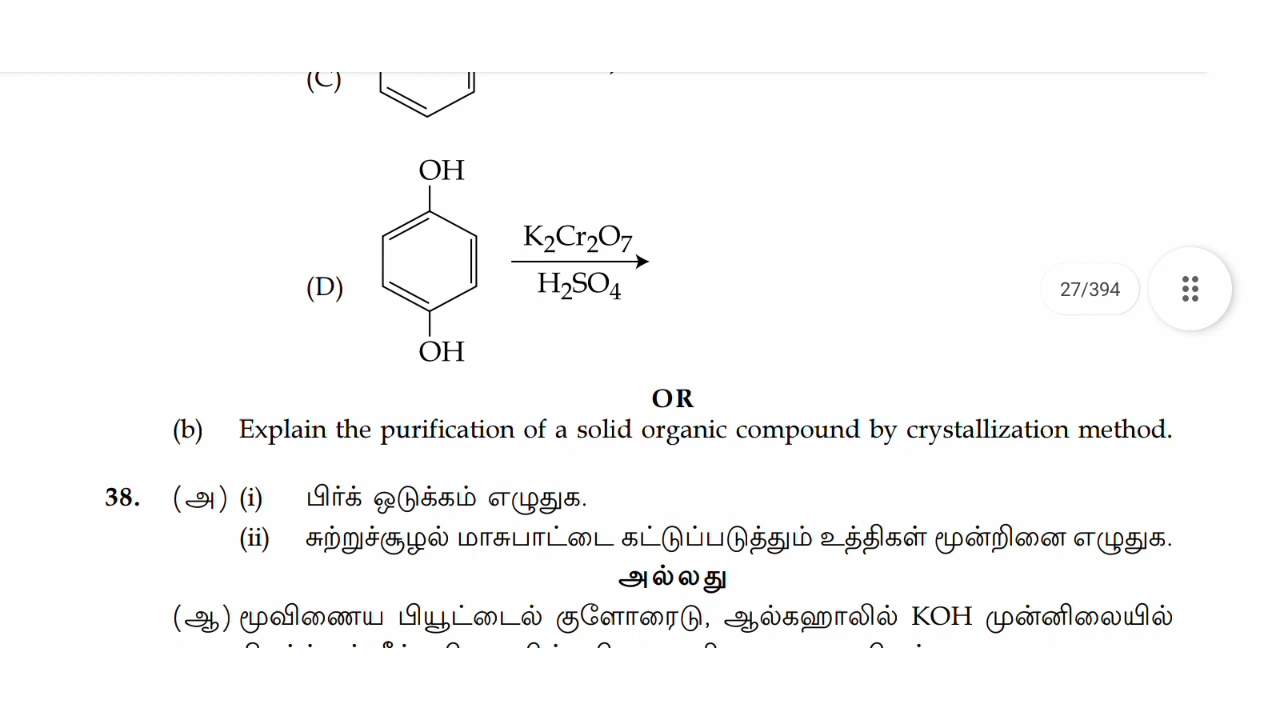 (C)
OH
K₂Cr₂O₇
(D)
H₂SO₄
27/394
OH
OR
(b) Explain the purification of a solid organic compound by crystallization method.
38. (அ) (i) பிர்க் ஒடுக்கம் எழுதுக.
(ii) சுற்றுச்சூழல் மாசுபாட்டை கட்டுப்படுத்தும் உத்திகள் மூன்றினை எழுதுக.
அல்லது
(ஆ) மூவிணைய பியூட்டைல் குளோரைடு, ஆல்கஹாலில் KOH முன்னிலையில்